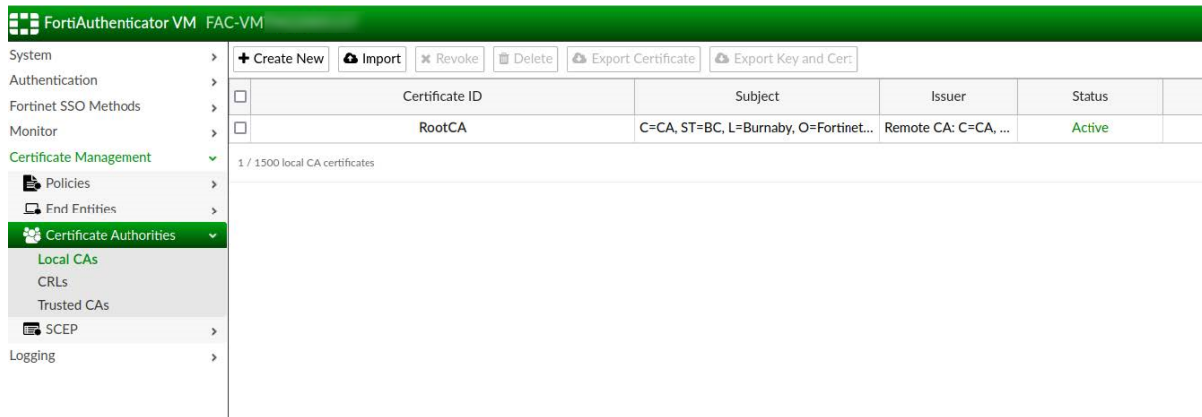 FortiAuthenticator VM FAC-VM
System
Authentication
Fortinet SSO Methods
Monitor
Certificate Management
Policies
End Entities
Certificate Authorities
Local CAs
CRLs
Trusted CAs
SCEP
Logging
Create New Import Revoke Delete Export Certificate Export Key and Cert
Certificate ID Subject Issuer Status
RootCA C=CA, ST=BC, L=Burnaby, O=Fortinet... Remote CA: C=CA, ... Active
1 / 1500 local CA certificates